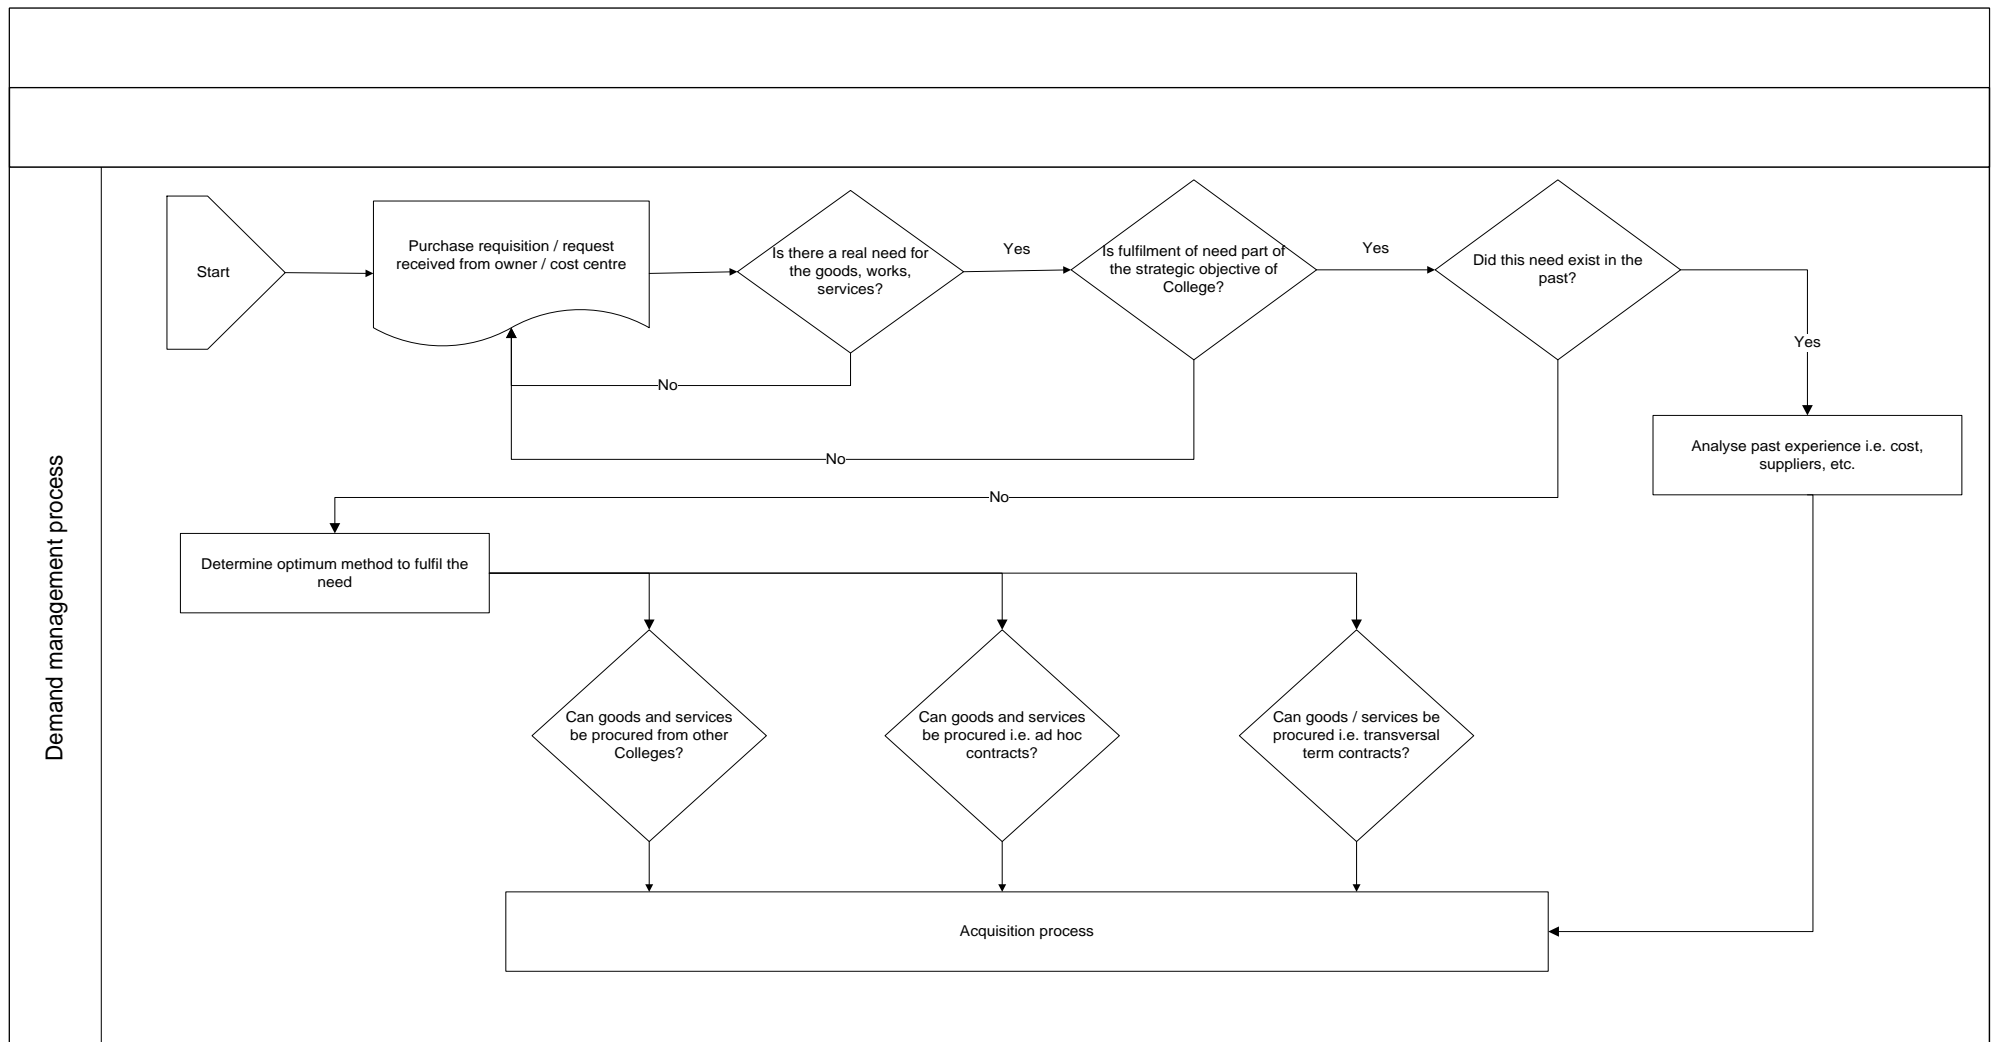 Start
Purchase requisition / request
received from owner / cost centre
Is there a real need for
the goods, works,
services?
Yes
Is fulfilment of need part of
the strategic objective of
College?
Yes
Did this need exist in the
past?
Yes
No
No
Analyse past experience i.e. cost,
suppliers, etc.
No
Demand management process
Determine optimum method to fulfil the
need
Can goods and services
be procured from other
Colleges?
Can goods and services
be procured i.e. ad hoc
contracts?
Can goods / services be
procured i.e. transversal
term contracts?
Acquisition process